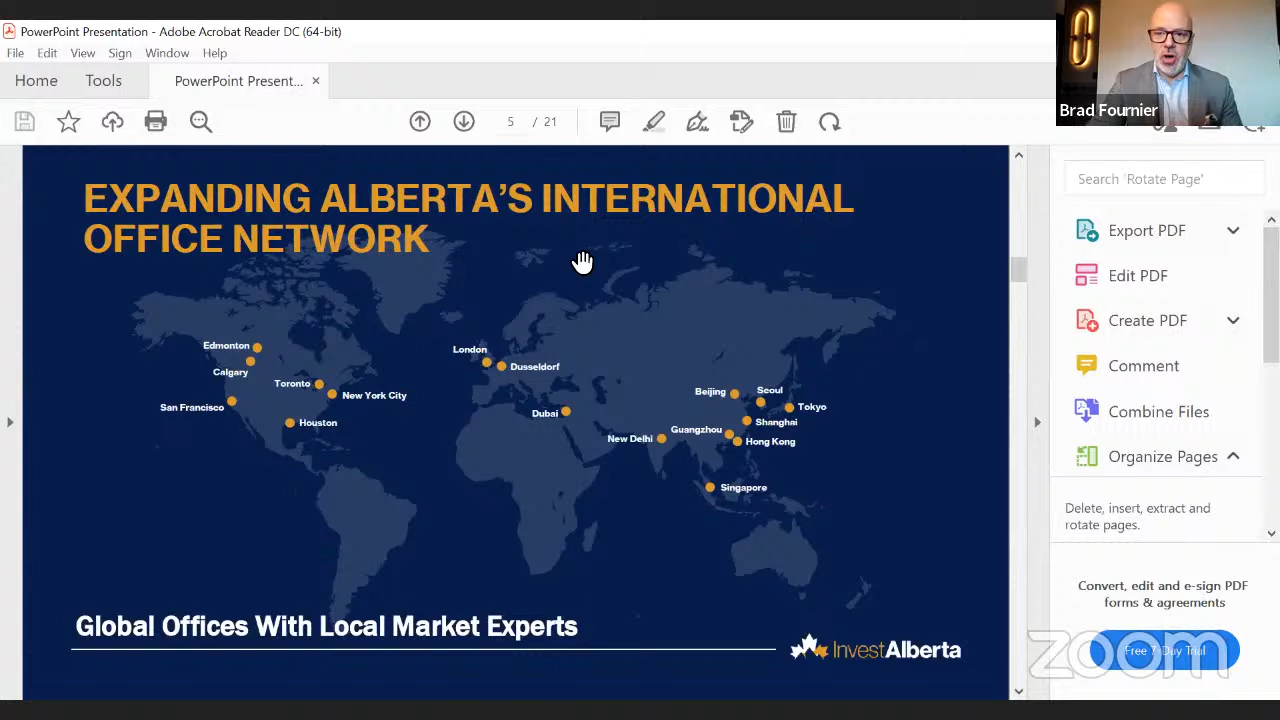 PowerPoint Presentation - Adobe Acrobat Reader DC (64-bit)
File Edit View Sign Window Help
Home Tools PowerPoint Present... ×
5 / 21
Brad Fournier
EXPANDING ALBERTA'S INTERNATIONAL
OFFICE NETWORK
Edmonton
Calgary
Toronto
New York City
San Francisco
Houston
London
Dusseldorf
Dubai
Beijing
Seoul
Tokyo
Shanghai
Guangzhou
New Delhi
Hong Kong
Singapore
Global Offices With Local Market Experts
InvestAlberta
Search 'Rotate Page'
Export PDF
Edit PDF
Create PDF
Comment
Combine Files
Organize Pages
Delete, insert, extract and
rotate pages.
Convert, edit and e-sign PDF
forms & agreements
Free 7-Day Trial
zoom